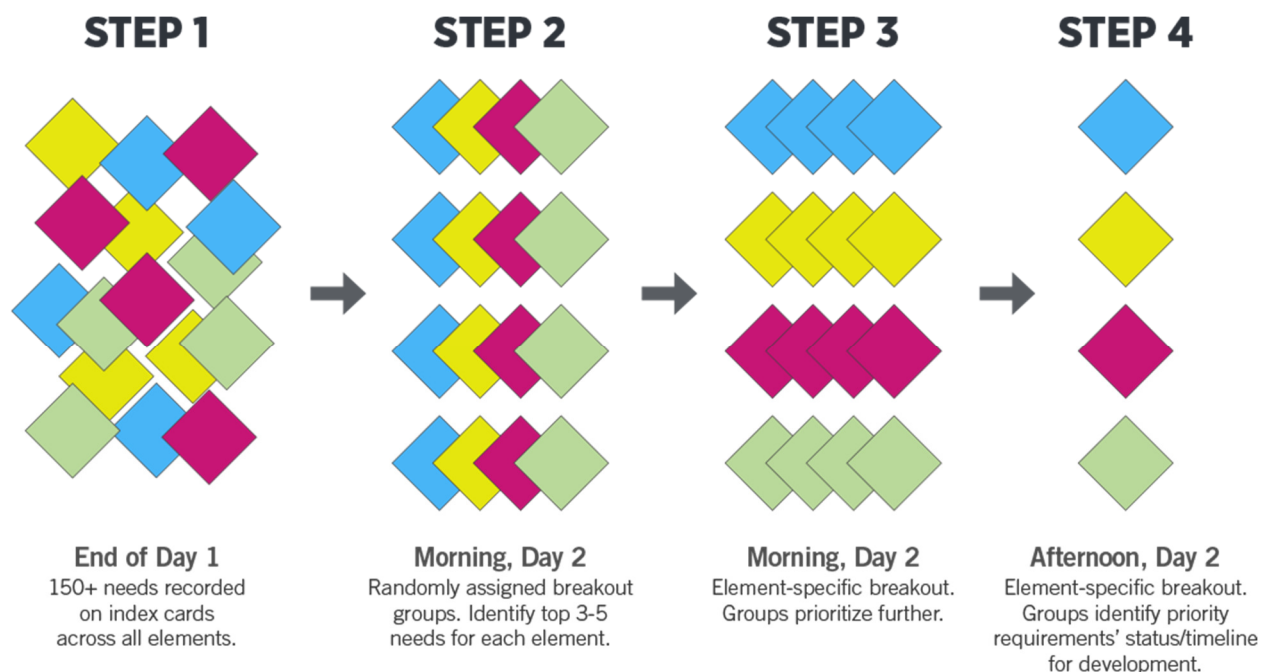 STEP 1
End of Day 1
150+ needs recorded
on index cards
across all elements.
STEP 2
Morning, Day 2
Randomly assigned breakout
groups. Identify top 3-5
needs for each element.
STEP 3
Morning, Day 2
Element-specific breakout.
Groups prioritize further.
STEP 4
Afternoon, Day 2
Element-specific breakout.
Groups identify priority
requirements' status/timeline
for development.